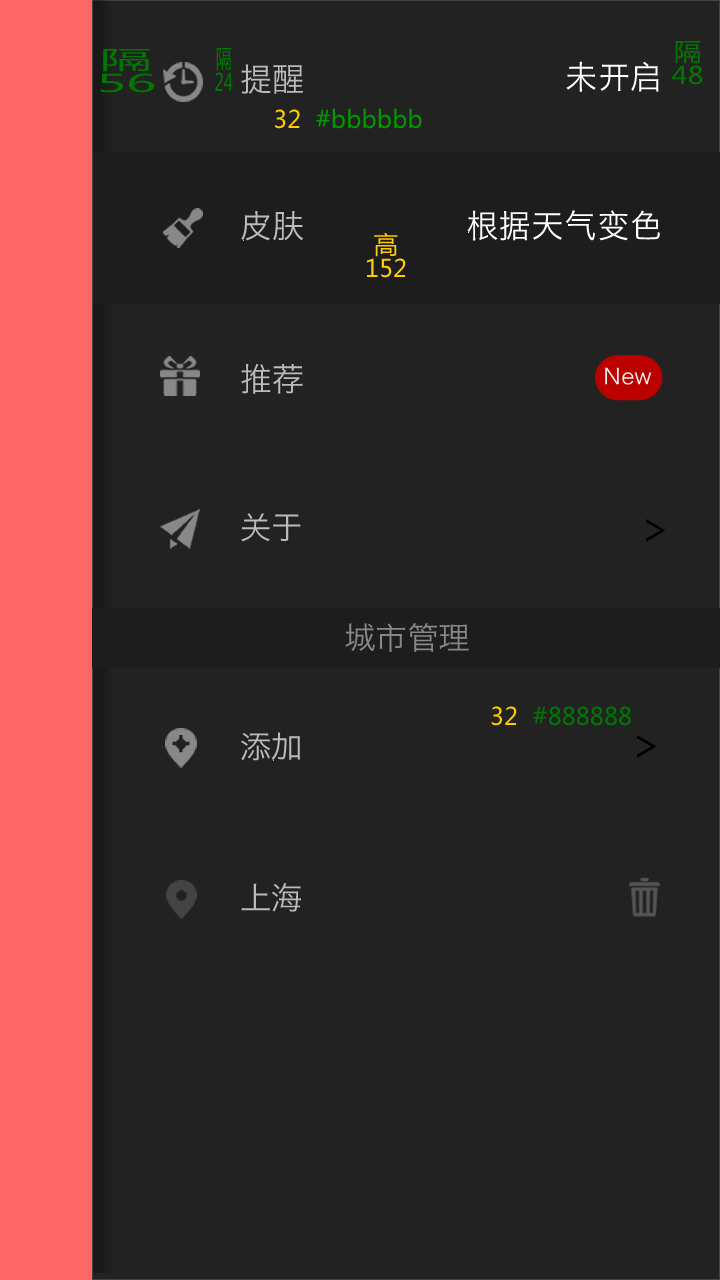 隔
56
隔
24
提醒
未开启
隔
48
32 #bbbbbb
皮肤
高
152
根据天气变色
推荐
New
关于
>
城市管理
32 #888888
添加
>
上海